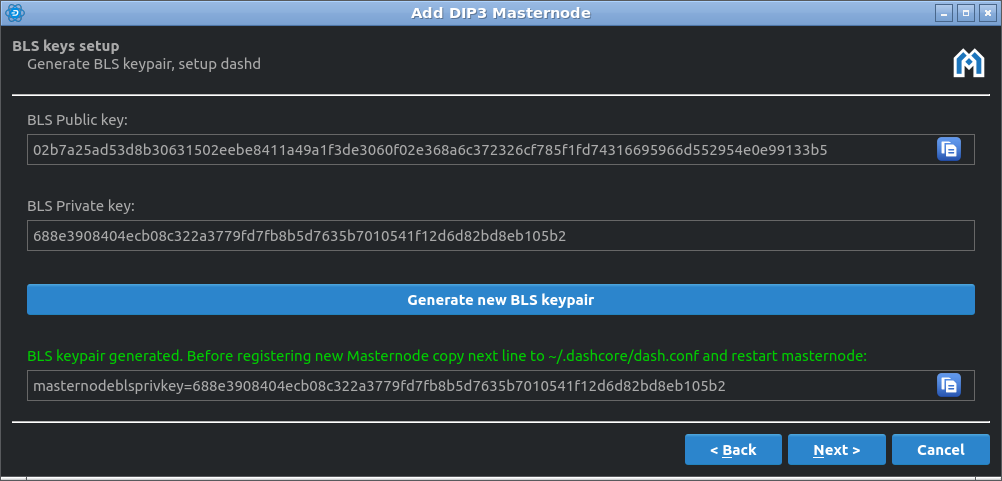 Add DIP3 Masternode
BLS keys setup
Generate BLS keypair, setup dashd
BLS Public key:
02b7a25ad53d8b30631502eebe8411a49a1f3de3060f02e368a6c372326cf785f1fd74316695966d552954e0e99133b5
BLS Private key:
688e3908404ecb08c322a3779fd7fb8b5d7635b7010541f12d6d82bd8eb105b2
Generate new BLS keypair
BLS keypair generated. Before registering new Masternode copy next line to ~/.dashcore/dash.conf and restart masternode:
masternodeblsprivkey=688e3908404ecb08c322a3779fd7fb8b5d7635b7010541f12d6d82bd8eb105b2
< Back Next > Cancel